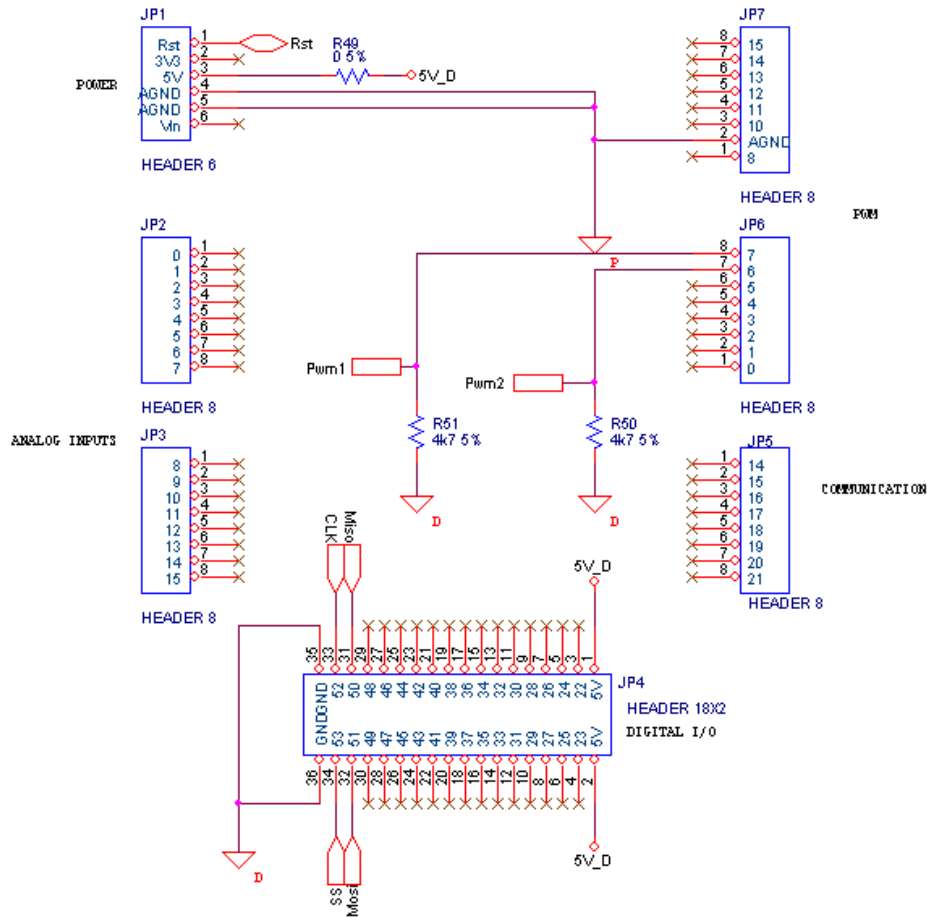 JP1
Rst 1
3V3 2
5V 3
AGND 4
AGND 5
Vin 6
Rst
R49
0 5%
5V_D
POWER
HEADER 6
JP7
8 15
7 14
6 13
5 12
4 11
3 10
2 AGND
1 8
HEADER 8
PWM
JP2
0 1
1 2
2 3
3 4
4 5
5 6
6 7
7 8
HEADER 8
P
JP6
8 7
7 6
6 5
5 4
4 3
3 2
2 1
1 0
HEADER 8
Pwm1
Pwm2
R51
4k7 5%
R50
4k7 5%
D
D
ANALOG INPUTS
JP3
8 1
9 2
10 3
11 4
12 5
13 6
14 7
15 8
HEADER 8
JP5
1 14
2 15
3 16
4 17
5 18
6 19
7 20
8 21
HEADER 8
COMMUNICATION
CLK
Miso
5V_D
35 33 31 29 27 25 21 19 17 15 13 11 9 7 5 3 1
GND GND 52 50 48 46 44 42 40 38 36 34 32 30 28 26 24 22 5V
53 51 49 47 45 43 41 39 37 35 33 31 29 27 25 23 5V
36 34 32 30 28 26 24 22 20 18 16 14 12 10 8 6 4 2
JP4
HEADER 18X2
DIGITAL I/O
D
SS
Mosi
5V_D